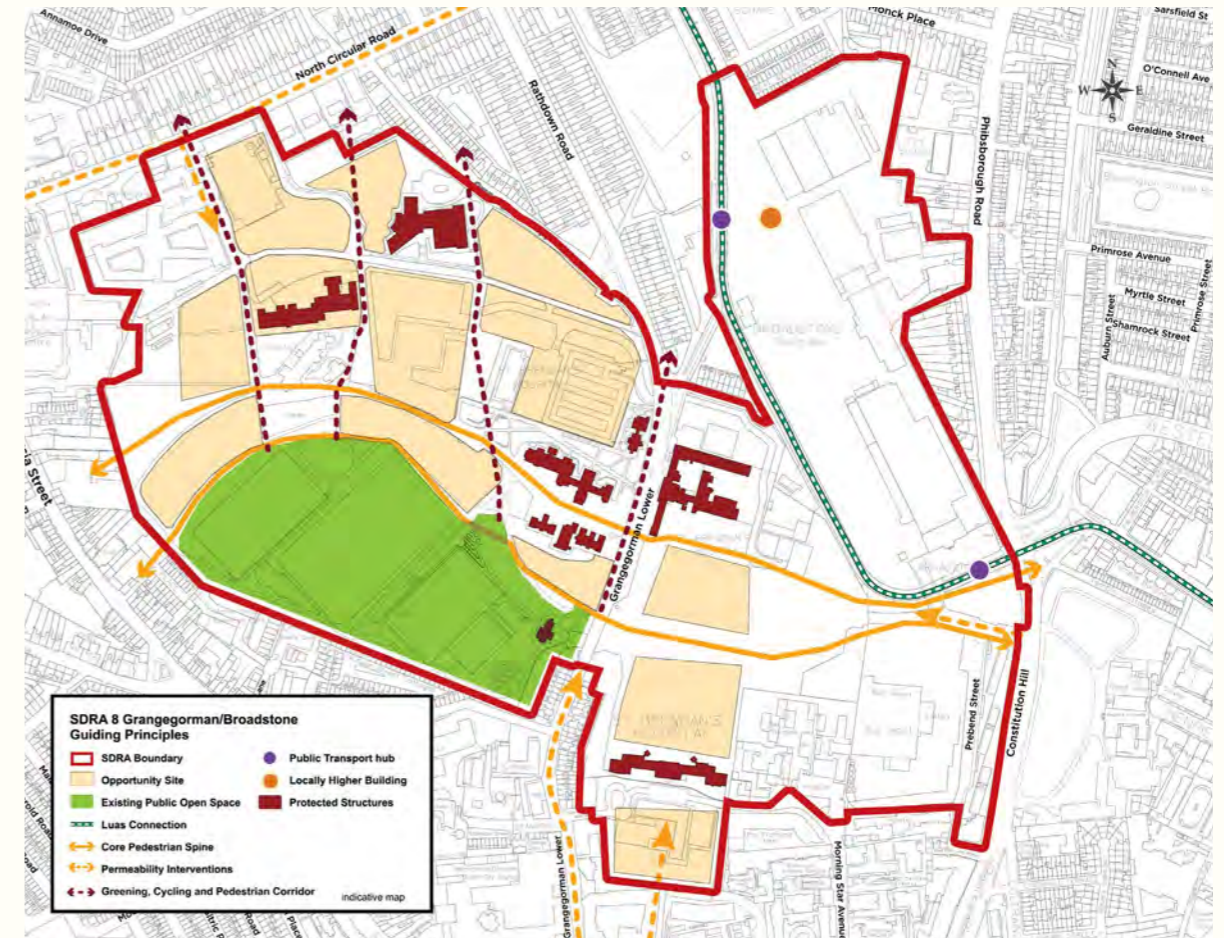 Annamoe Drive
North Circular Road
Rathdown Road
Monck Place
Sarsfield St
O'Connell Ave
N
W
E
S
Geraldine Street
Phibsborough Road
Primrose Avenue
Myrtle Street
Shamrock Street
Auburn Street
Primrose Street
Grangegorman Lower
Prebend Street
Constitution Hill
Grangegorman Lower
Morning Star Avenue
SDRA 8 Grangegorman/Broadstone
Guiding Principles
SDRA Boundary
Opportunity Site
Existing Public Open Space
Luas Connection
Core Pedestrian Spine
Permeability Interventions
Greening, Cycling and Pedestrian Corridor
Public Transport hub
Locally Higher Building
Protected Structures
indicative map